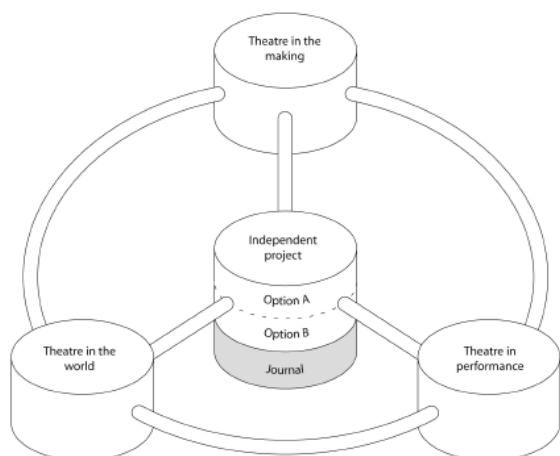 Theatre in the
making
Independent
project
Option A
Option B
Journal
Theatre in the
world
Theatre in
performance